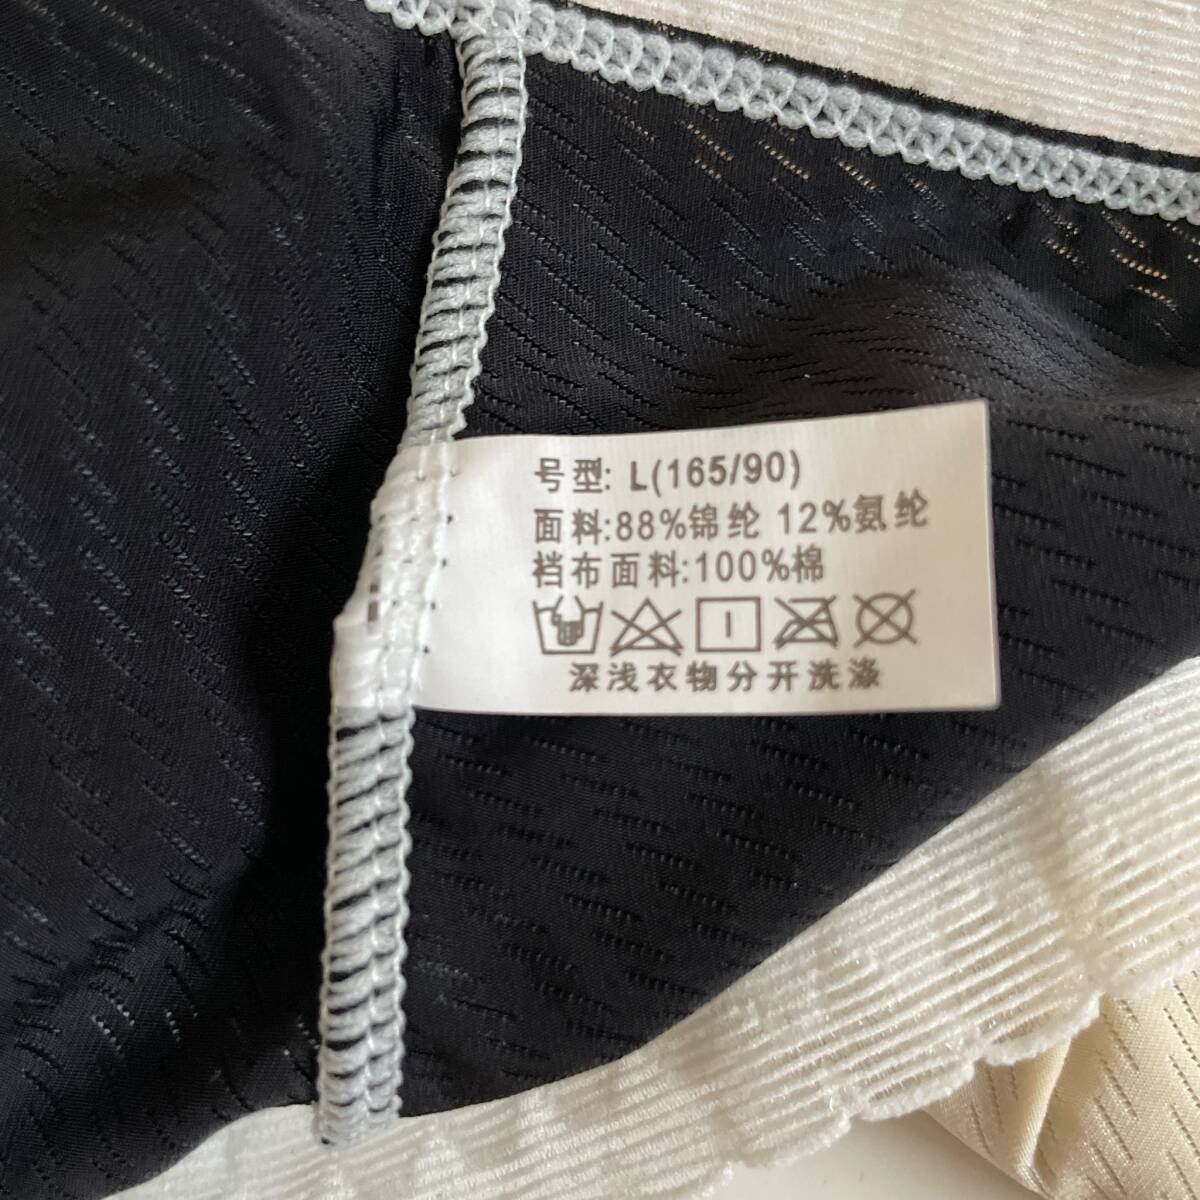 号型: L(165/90)
面料:88%锦纶 12%氨纶
裆布面料:100%棉
深浅衣物分开洗涤